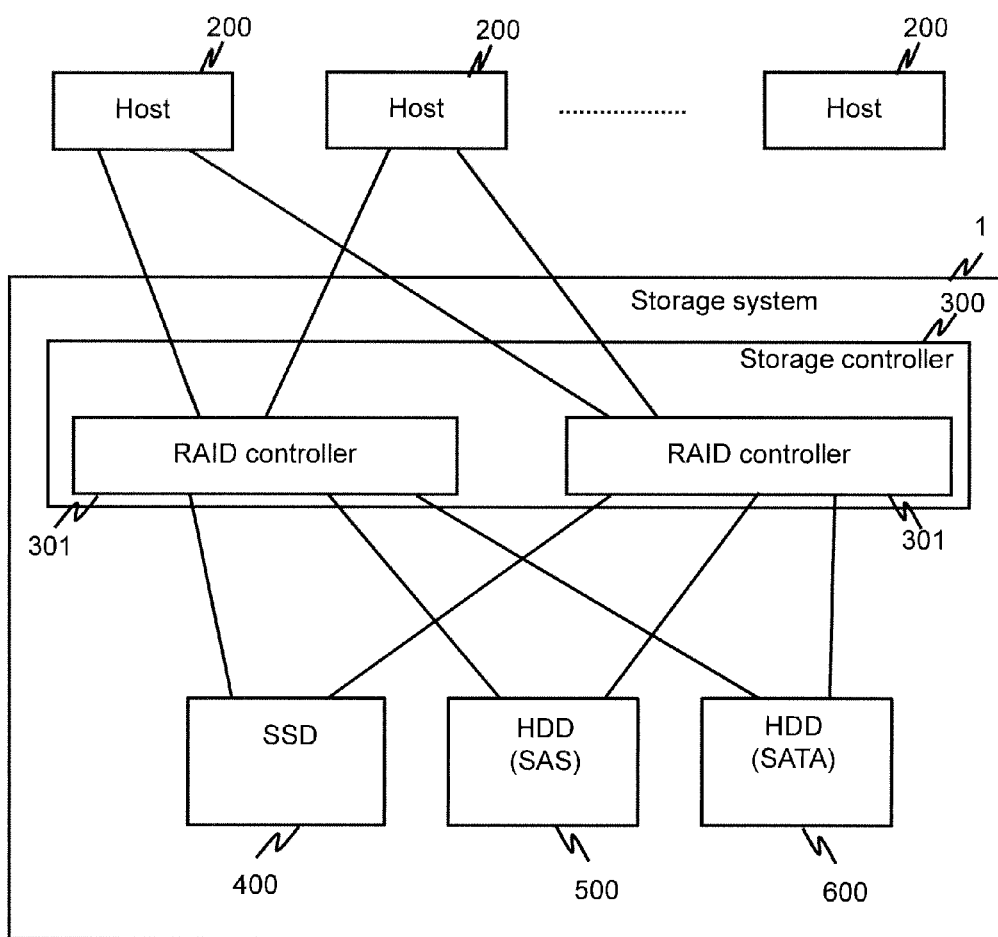 200
200
200
Host
Host
Host
1
Storage system
300
Storage controller
RAID controller
RAID controller
301
301
SSD
HDD
(SAS)
HDD
(SATA)
400
500
600